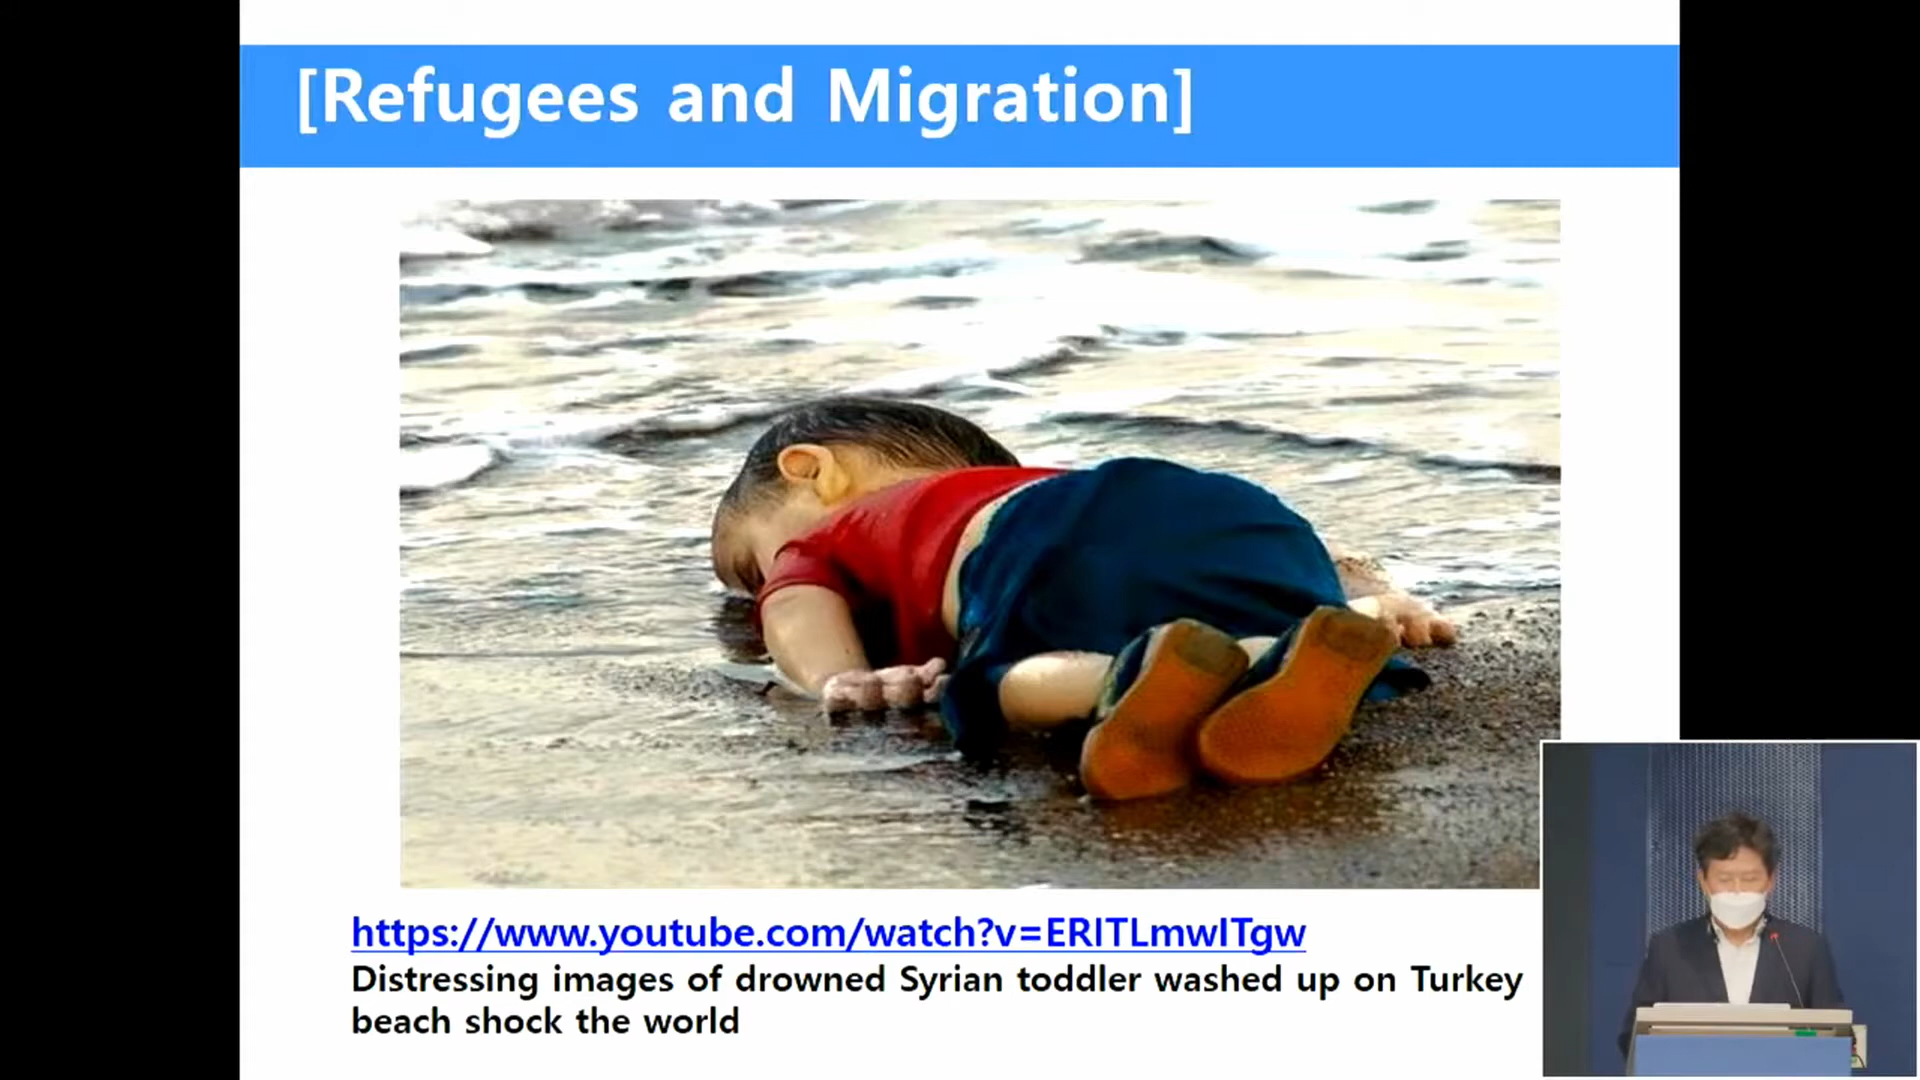 [Refugees and Migration]
https://www.youtube.com/watch?v=ERITLmwITgw
Distressing images of drowned Syrian toddler washed up on Turkey
beach shock the world